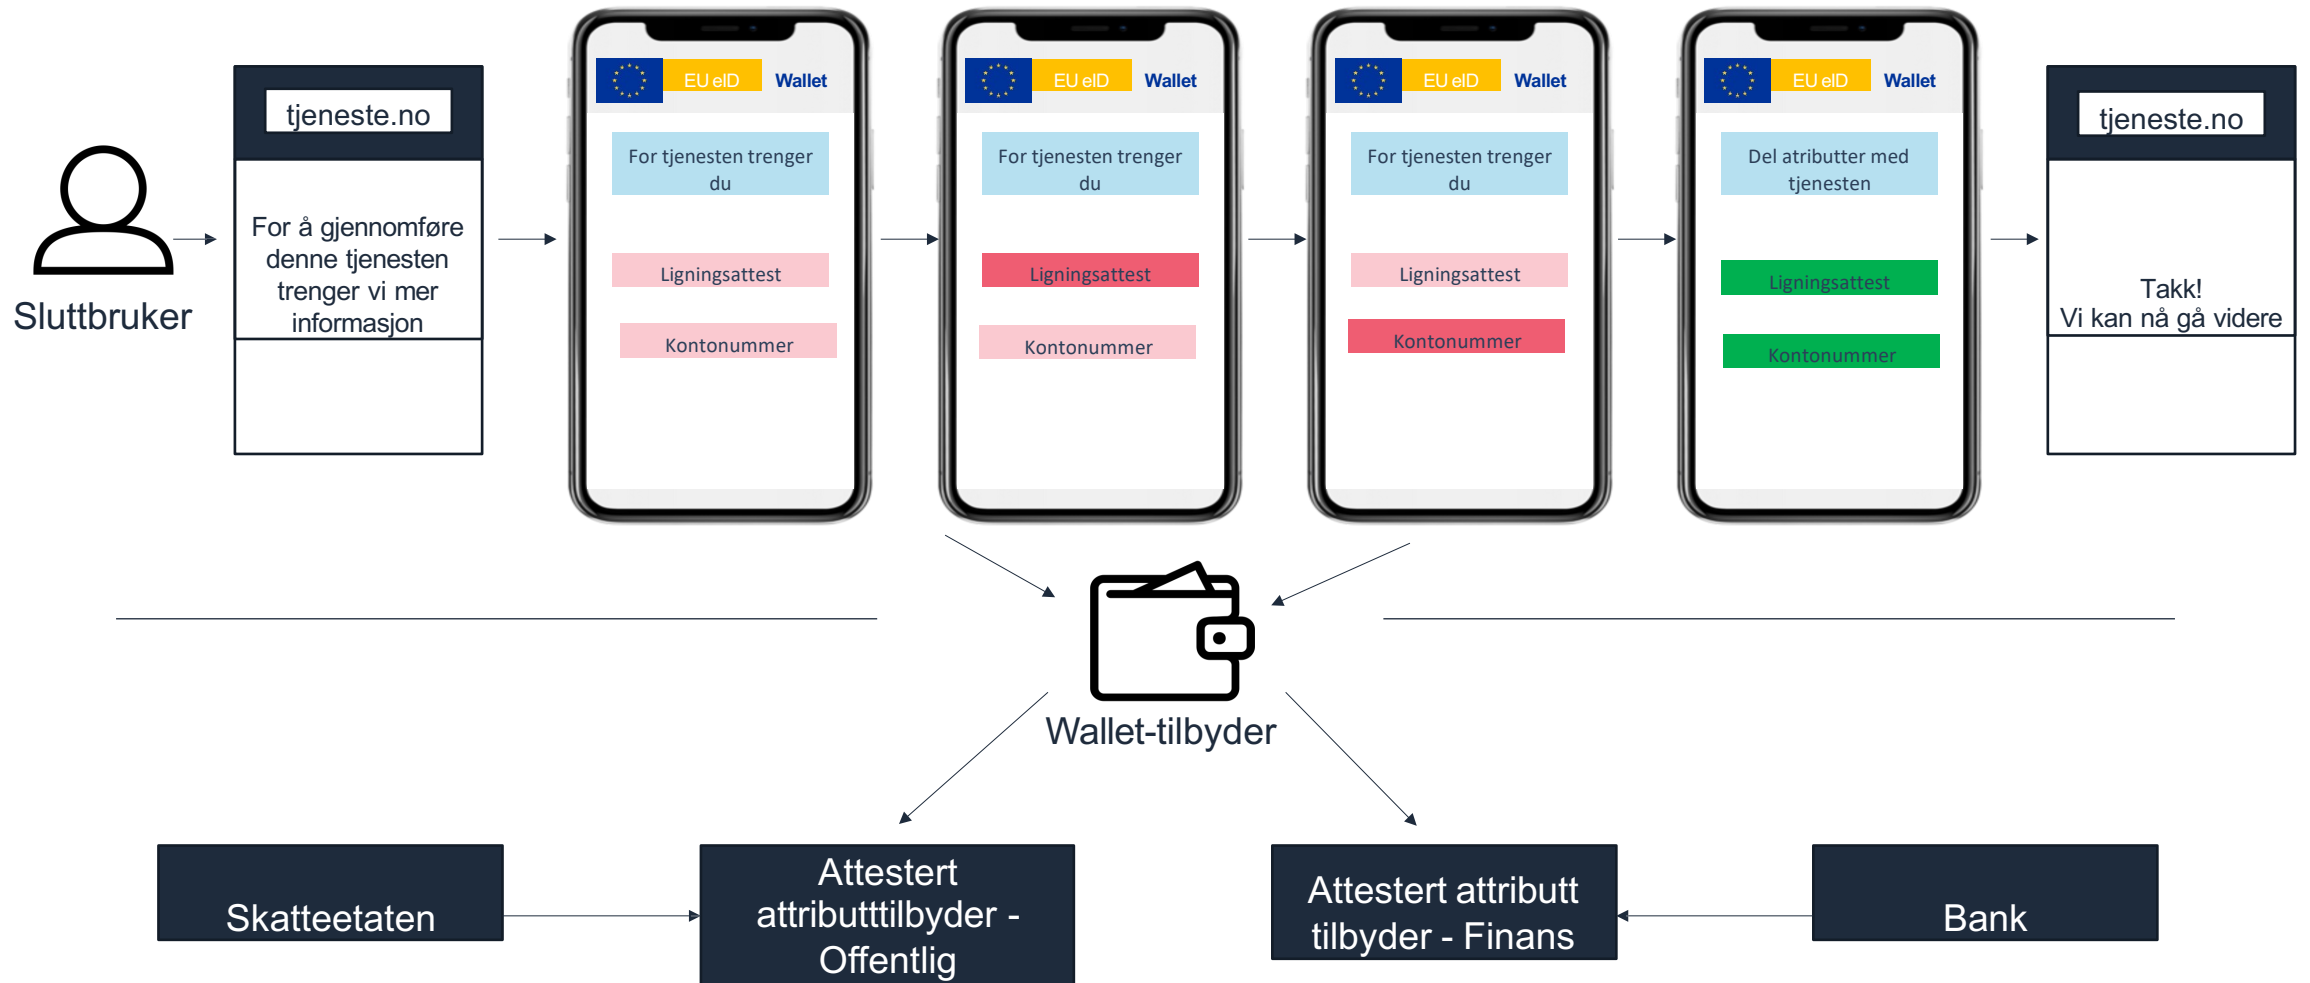 tjeneste.no
For å gjennomføre
denne tjenesten
trenger vi mer
informasjon
Sluttbruker
EU eID Wallet
For tjenesten trenger
du
Ligningsattest
Kontonummer
EU eID Wallet
For tjenesten trenger
du
Ligningsattest
Kontonummer
EU eID Wallet
For tjenesten trenger
du
Ligningsattest
Kontonummer
EU eID Wallet
Del atributter med
tjenesten
Ligningsattest
Kontonummer
tjeneste.no
Takk!
Vi kan nå gå videre
Wallet-tilbyder
Skatteetaten
Attestert
attributttilbyder -
Offentlig
Attestert attributt
tilbyder - Finans
Bank